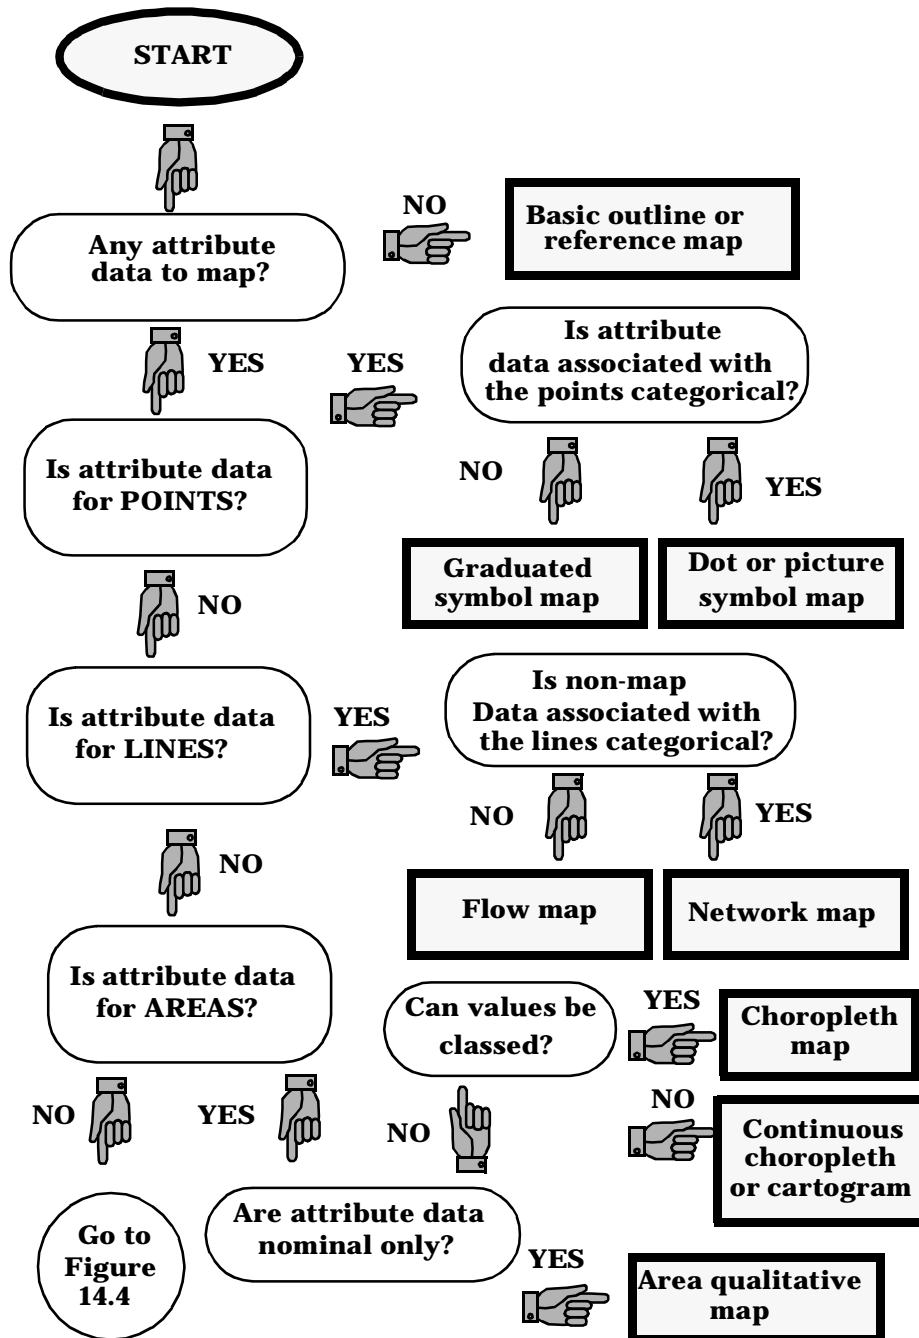 START
NO
Basic outline or
reference map
Any attribute
data to map?
YES
YES
Is attribute
data associated with
the points categorical?
Is attribute data
for POINTS?
NO
YES
Graduated
symbol map
Dot or picture
symbol map
NO
Is attribute data
for LINES?
YES
Is non-map
Data associated with
the lines categorical?
NO
YES
NO
Flow map
Network map
Is attribute data
for AREAS?
Can values be
classed?
YES
Choropleth
map
NO
YES
NO
NO
Continuous
choropleth
or cartogram
Go to
Figure
14.4
Are attribute data
nominal only?
YES
Area qualitative
map